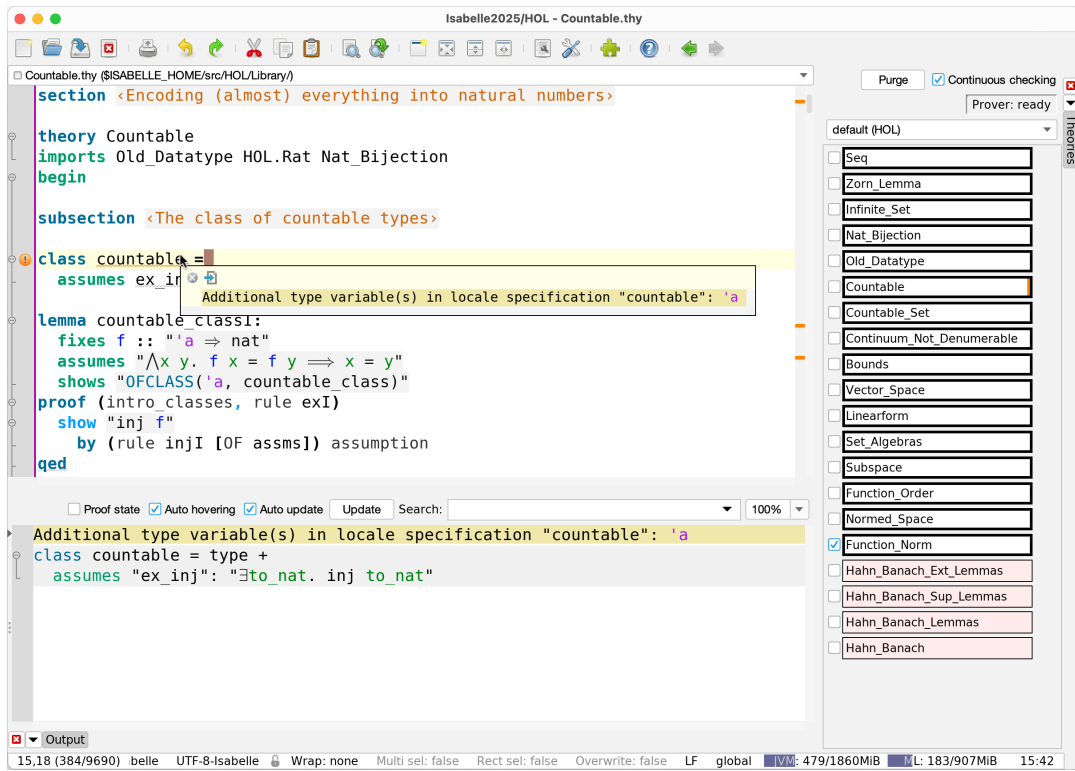 Isabelle2025/HOL - Countable.thy
Countable.thy ($ISABELLE_HOME/src/HOL/Library/)
section ‹Encoding (almost) everything into natural numbers›
theory Countable
imports Old_Datatype HOL.Rat Nat_Bijection
begin
subsection ‹The class of countable types›
class countable =
assumes ex_in
Additional type variable(s) in locale specification "countable": 'a
lemma countable_classI:
fixes f :: "'a ⇒ nat"
assumes "⋀x y. f x = f y ⟹ x = y"
shows "OFCLASS('a, countable_class)"
proof (intro_classes, rule exI)
show "inj f"
by (rule injI [OF assms]) assumption
qed
Purge
Continuous checking
Prover: ready
default (HOL)
Theories
Seq
Zorn_Lemma
Infinite_Set
Nat_Bijection
Old_Datatype
Countable
Countable_Set
Continuum_Not_Denumerable
Bounds
Vector_Space
Linearform
Set_Algebras
Subspace
Function_Order
Normed_Space
Function_Norm
Hahn_Banach_Ext_Lemmas
Hahn_Banach_Sup_Lemmas
Hahn_Banach_Lemmas
Hahn_Banach
Proof state Auto hovering Auto update Update Search: 100%
Additional type variable(s) in locale specification "countable": 'a
class countable = type +
assumes "ex_inj": "∃to_nat. inj to_nat"
Output
15,18 (384/9690) belle UTF-8-Isabelle Wrap: none Multi sel: false Rect sel: false Overwrite: false LF global JVM: 479/1860MiB ML: 183/907MiB 15:42